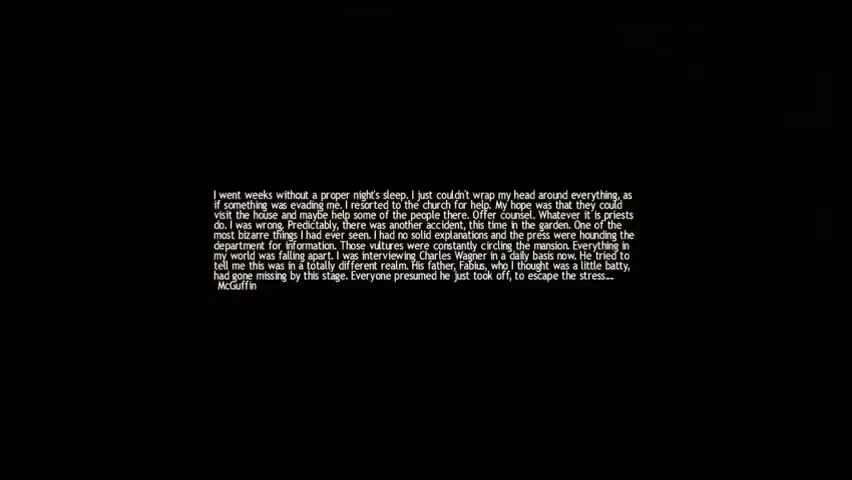 I went weeks without a proper night's sleep. I just couldn't wrap my head around everything, as
if something was evading me. I resorted to the church for help. My hope was that they could
visit the house and maybe help some of the people there. Offer counsel. Whatever it is priests
do. I was wrong. Predictably, there was another accident, this time in the garden. One of the
most bizarre things I had ever seen. I had no solid explanations and the press were hounding the
department for information. Those vultures were constantly circling the mansion. Everything in
my world was falling apart. I was interviewing Charles Wagner in a daily basis now. He tried to
tell me this was in a totally different realm. His father, Fabius, who I thought was a little batty,
had gone missing by this stage. Everyone presumed he just took off, to escape the stress....
McGuffin